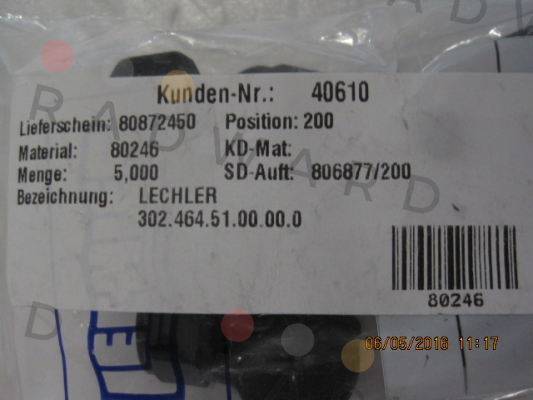 Kunden-Nr.: 40610
Lieferschein: 80872450 Position: 200
Material: 80246 KD-Mat:
Menge: 5,000 SD-Auft: 806877/200
Bezeichnung: LECHLER
302.464.51.00.00.0
80246
06/05/2016 11:17
RADWARD